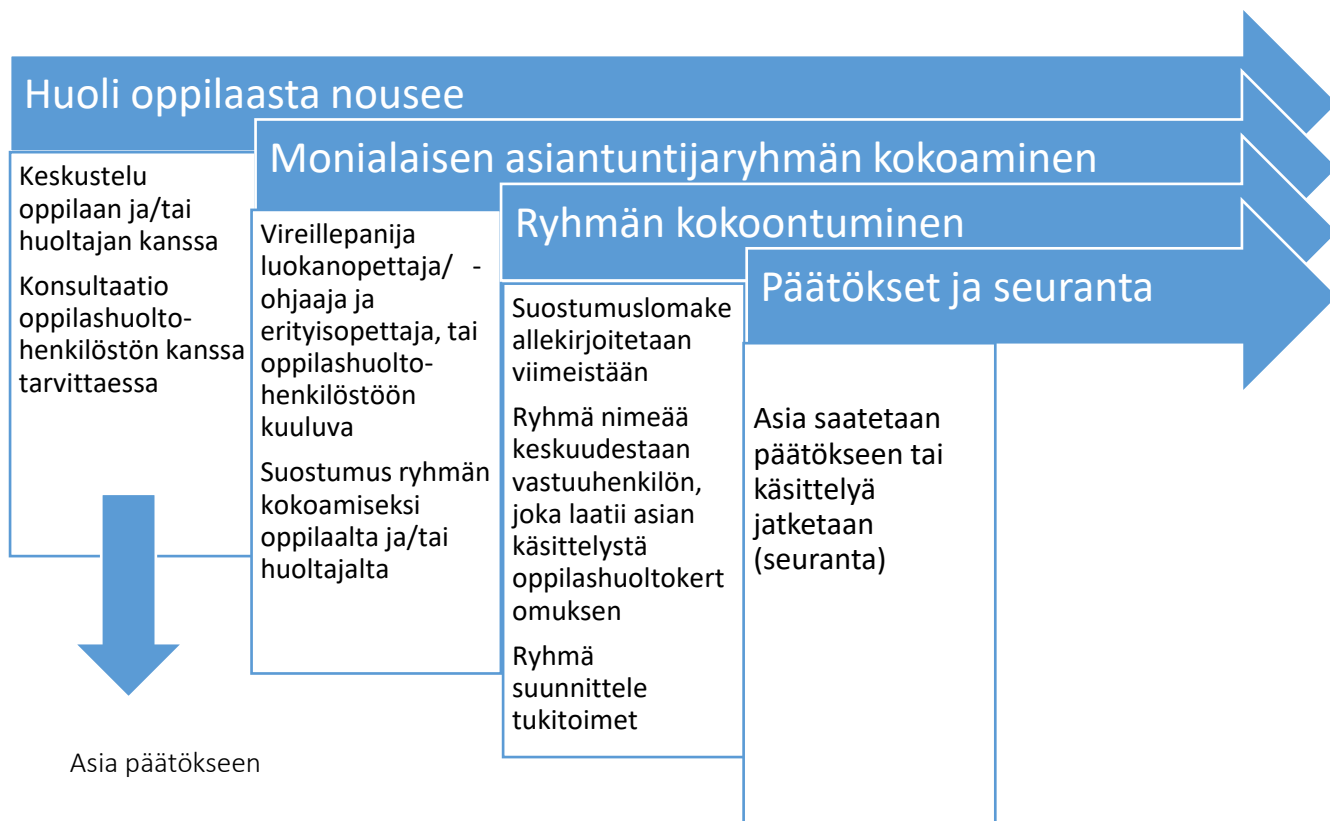 Huoli oppilaasta nousee
Keskustelu
oppilaan ja/tai
huoltajan kanssa
Konsultaatio
oppilashuolto-
henkilöstön kanssa
tarvittaessa
Asia päätökseen
Monialaisen asiantuntijaryhmän kokoaminen
Vireillepanija
luokanopettaja/ -
ohjaaja ja
erityisopettaja, tai
oppilashuolto-
henkilöstöön
kuuluva
Suostumus ryhmän
kokoamiseksi
oppilaalta ja/tai
huoltajalta
Ryhmän kokoontuminen
Suostumuslomake
allekirjoitetaan
viimeistään
Ryhmä nimeää
keskuudestaan
vastuuhenkilön,
joka laatii asian
käsittelystä
oppilashuoltokert
omuksen
Ryhmä
suunnittele
tukitoimet
Päätökset ja seuranta
Asia saatetaan
päätökseen tai
käsittelyä
jatketaan
(seuranta)